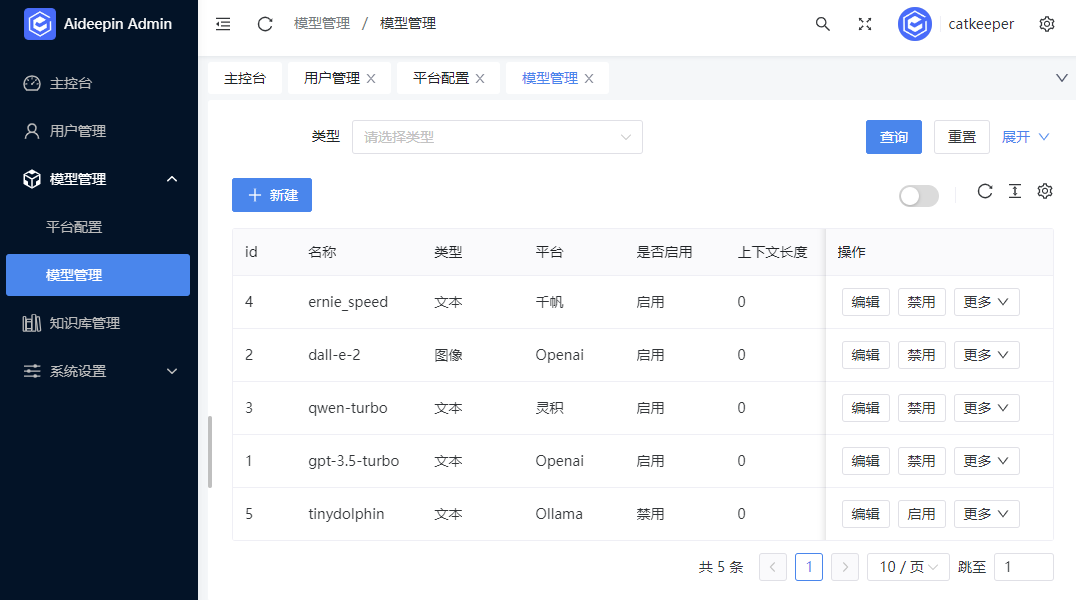 Aideepin Admin
模型管理 / 模型管理
catkeeper
主控台
用户管理
模型管理
平台配置
模型管理
知识库管理
系统设置
主控台 用户管理 平台配置 模型管理
类型 请选择类型 查询 重置 展开
新建
id 名称 类型 平台 是否启用 上下文长度 操作
4 ernie_speed 文本 千帆 启用 0 编辑 禁用 更多
2 dall-e-2 图像 Openai 启用 0 编辑 禁用 更多
3 qwen-turbo 文本 灵积 启用 0 编辑 禁用 更多
1 gpt-3.5-turbo 文本 Openai 启用 0 编辑 禁用 更多
5 tinydolphin 文本 Ollama 禁用 0 编辑 启用 更多
共 5 条 1 10 / 页 跳至 1